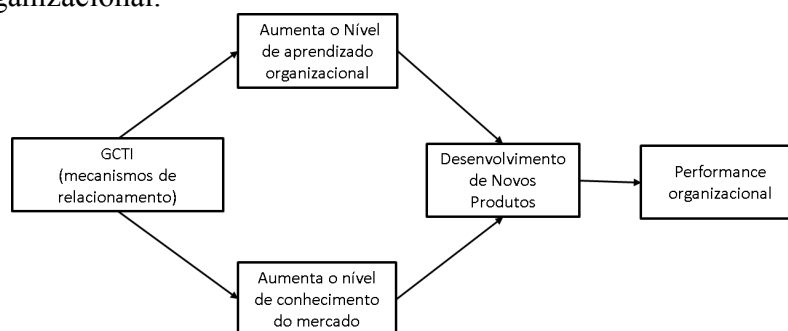 ganizacional.
Aumenta o Nível
de aprendizado
organizacional
GCTI
(mecanismos de
relacionamento)
Desenvolvimento
de Novos
Produtos
Performance
organizacional
Aumenta o nível
de conhecimento
do mercado